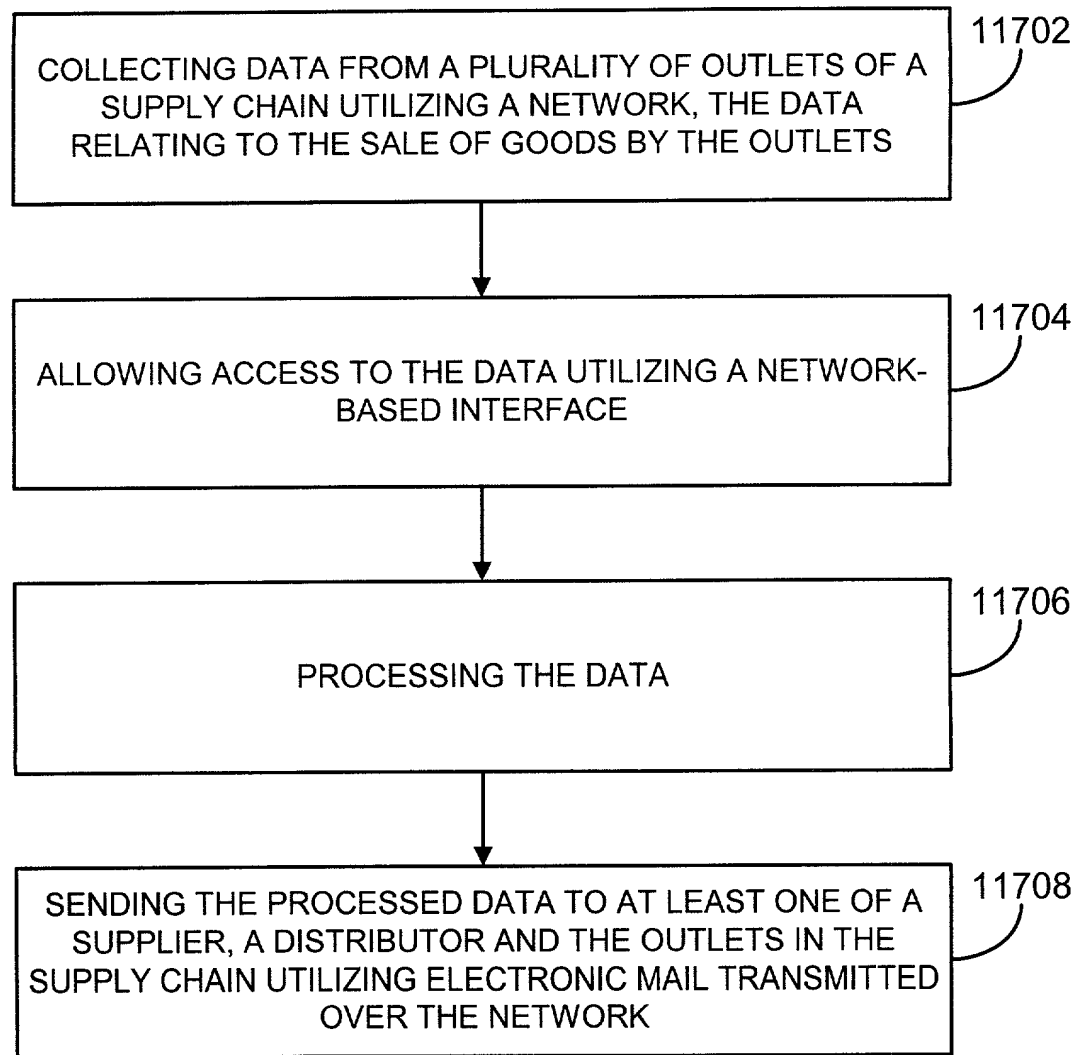 11702
COLLECTING DATA FROM A PLURALITY OF OUTLETS OF A
SUPPLY CHAIN UTILIZING A NETWORK, THE DATA
RELATING TO THE SALE OF GOODS BY THE OUTLETS
11704
ALLOWING ACCESS TO THE DATA UTILIZING A NETWORK-
BASED INTERFACE
11706
PROCESSING THE DATA
11708
SENDING THE PROCESSED DATA TO AT LEAST ONE OF A
SUPPLIER, A DISTRIBUTOR AND THE OUTLETS IN THE
SUPPLY CHAIN UTILIZING ELECTRONIC MAIL TRANSMITTED
OVER THE NETWORK